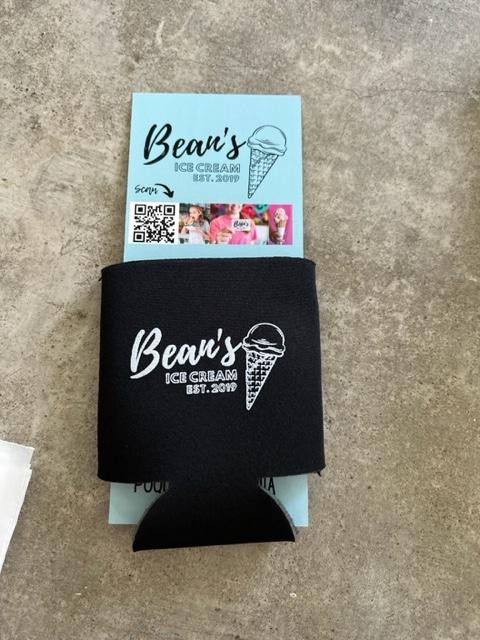 Bean's
ICE CREAM
EST. 2019
scan
Bean's
ICE CREAM
EST. 2019